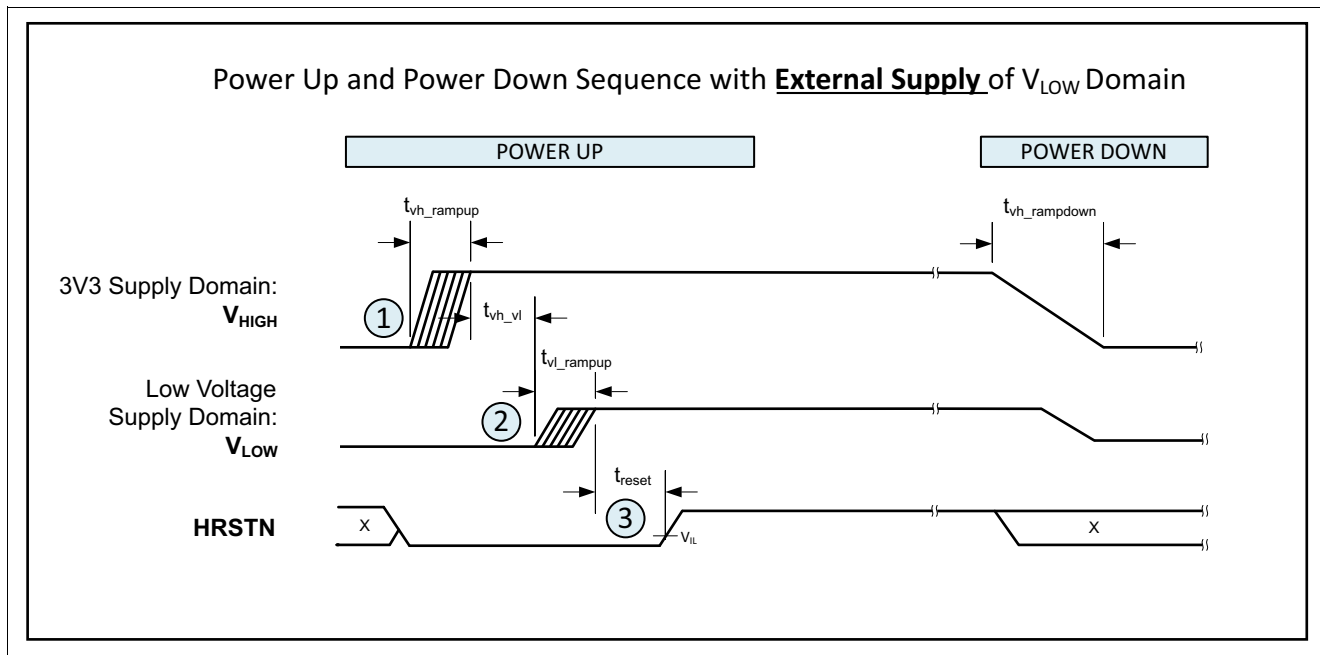 Power Up and Power Down Sequence with External Supply of VLOW Domain
POWER UP
POWER DOWN
tvh_rampup
tvh_rampdown
3V3 Supply Domain:
VHIGH
1
tvh_vl
tvl_rampup
Low Voltage
Supply Domain:
VLOW
2
treset
HRSTN
X
3
VIL
X